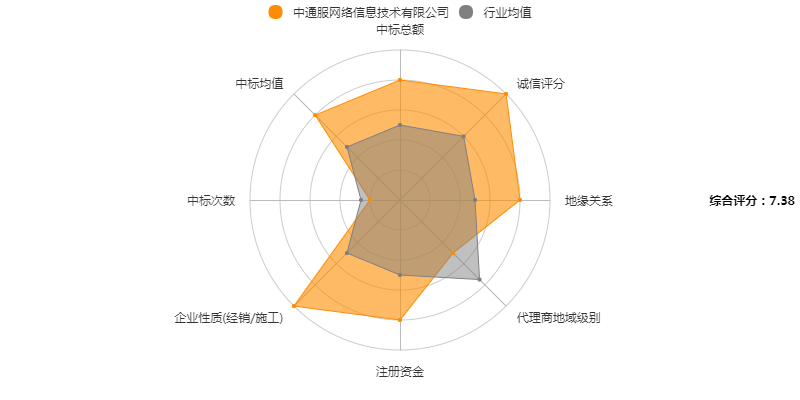 中通服网络信息技术有限公司 行业均值
中标总额
中标均值 诚信评分
中标次数 地缘关系 综合评分：7.38
企业性质(经销/施工) 代理商地域级别
注册资金